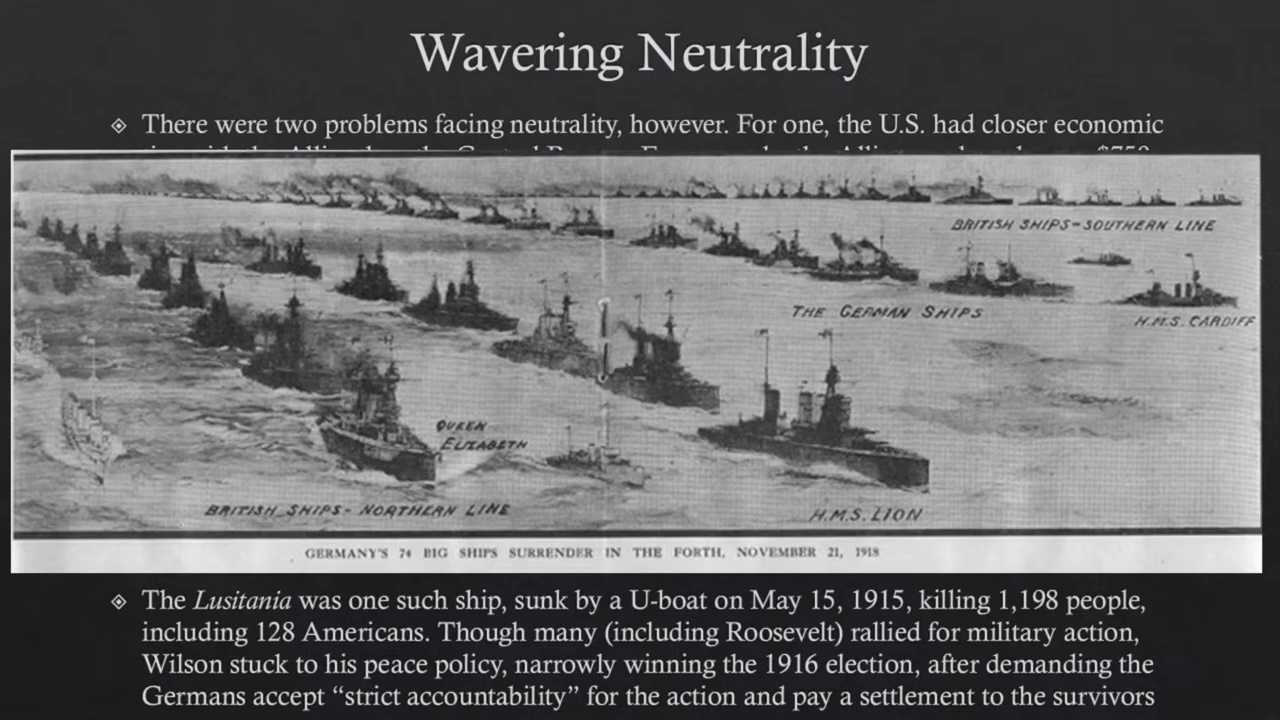 Wavering Neutrality
There were two problems facing neutrality, however. For one, the U.S. had closer economic
BRITISH SHIPS-SOUTHERN LINE
THE GERMAN SHIPS
H.M.S. CARDIFF
QUEEN
ELIZABETH
BRITISH SHIPS- NORTHERN LINE
H.M.S. LION
GERMANY'S 74 BIG SHIPS SURRENDER IN THE FORTH, NOVEMBER 21, 1918
The Lusitania was one such ship, sunk by a U-boat on May 15, 1915, killing 1,198 people,
including 128 Americans. Though many (including Roosevelt) rallied for military action,
Wilson stuck to his peace policy, narrowly winning the 1916 election, after demanding the
Germans accept “strict accountability” for the action and pay a settlement to the survivors